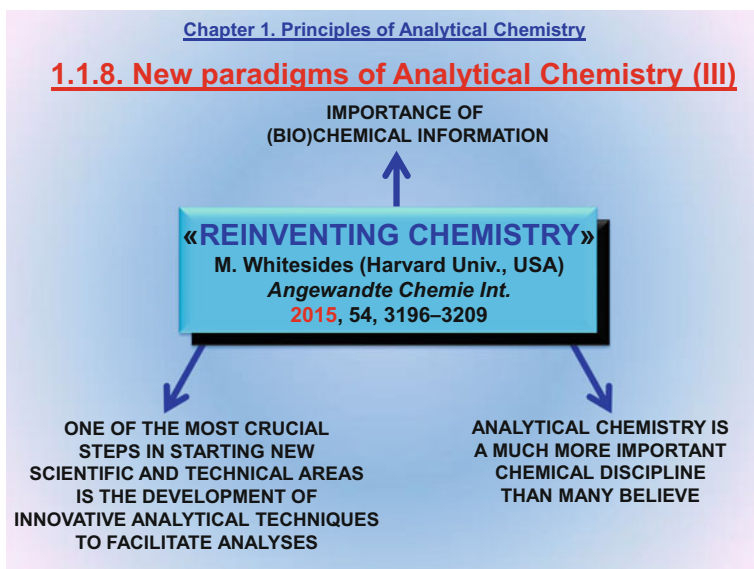 Chapter 1. Principles of Analytical Chemistry
1.1.8. New paradigms of Analytical Chemistry (III)
IMPORTANCE OF
(BIO)CHEMICAL INFORMATION
«REINVENTING CHEMISTRY»
M. Whitesides (Harvard Univ., USA)
Angewandte Chemie Int.
2015, 54, 3196–3209
ONE OF THE MOST CRUCIAL
STEPS IN STARTING NEW
SCIENTIFIC AND TECHNICAL AREAS
IS THE DEVELOPMENT OF
INNOVATIVE ANALYTICAL TECHNIQUES
TO FACILITATE ANALYSES
ANALYTICAL CHEMISTRY IS
A MUCH MORE IMPORTANT
CHEMICAL DISCIPLINE
THAN MANY BELIEVE